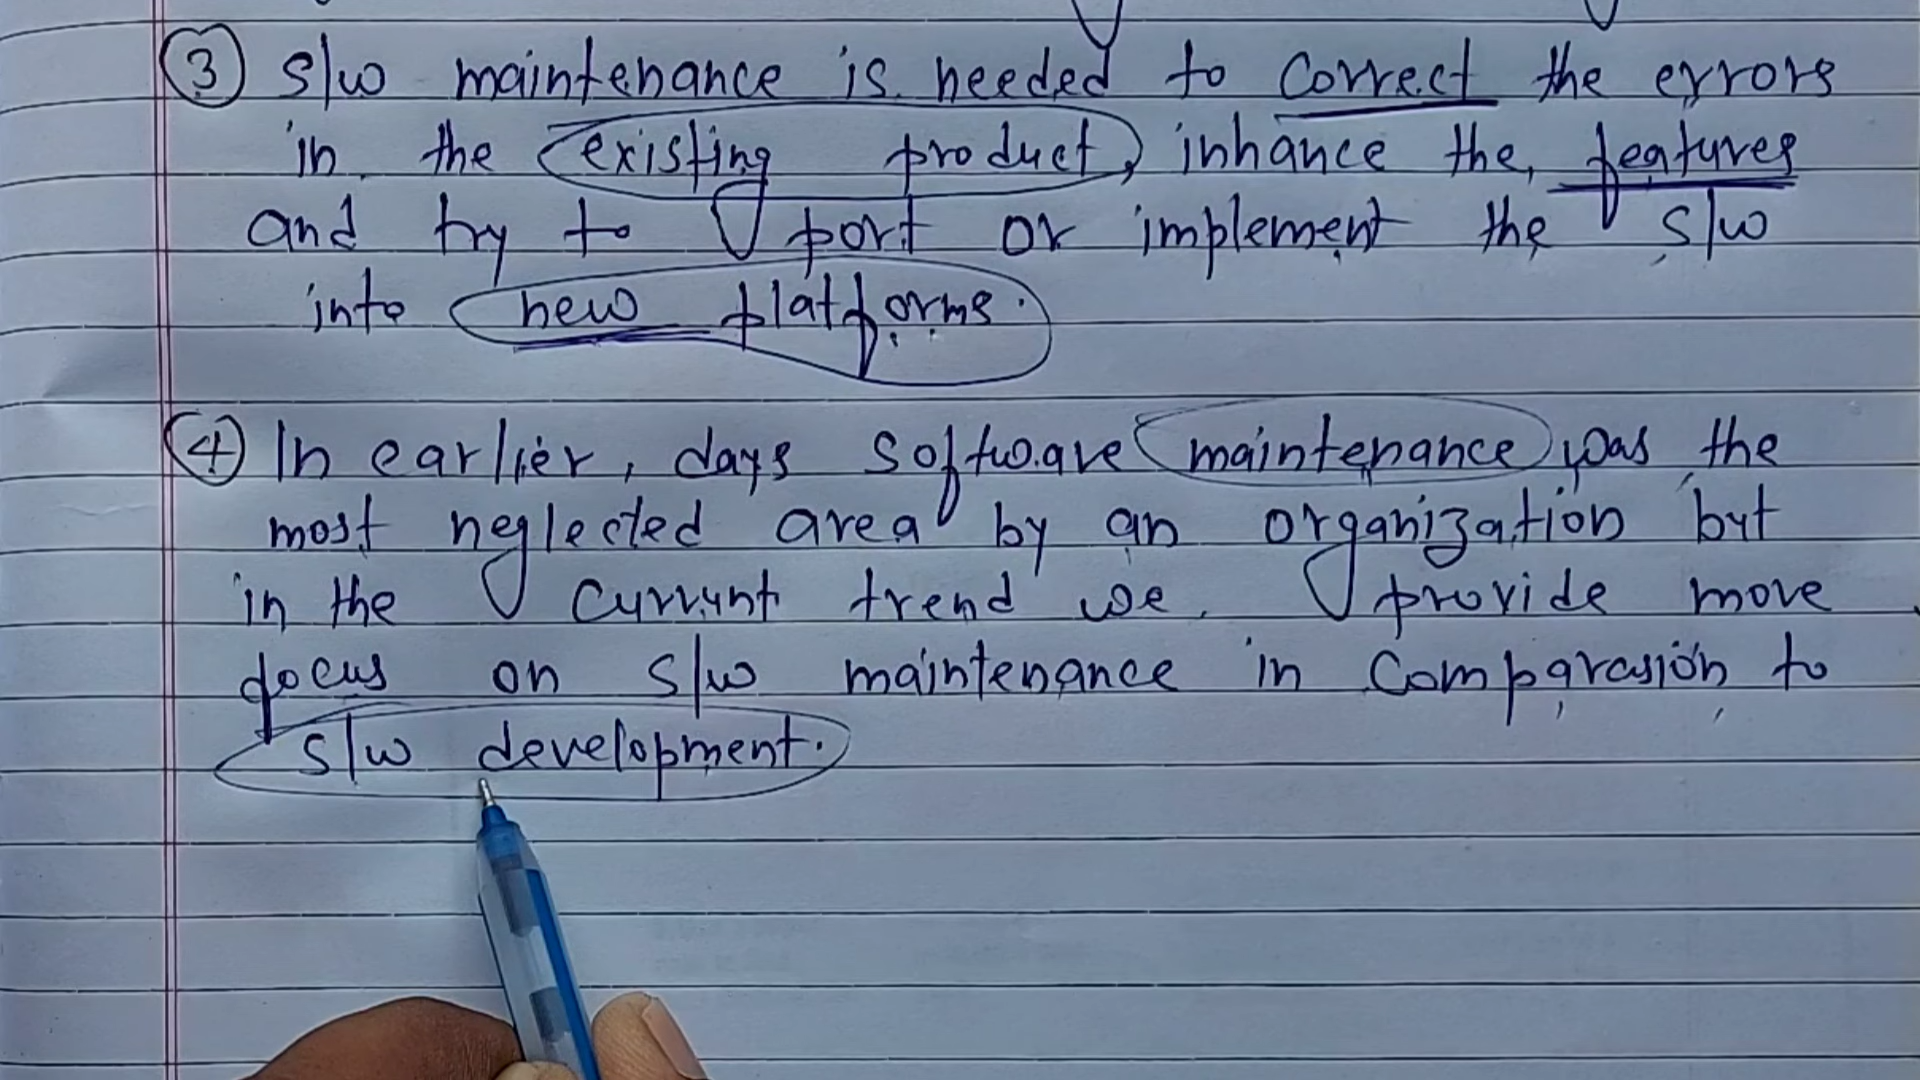 ③ S/w maintenance is needed to correct the errors
in the existing product, inhance the features
and try to port or implement the s/w
into new platforms.
④ In earlier, days software maintenance was the
most neglected area by an organization but
in the currunt trend we provide more
focus on s/w maintenance in Comparasion to
s/w development.